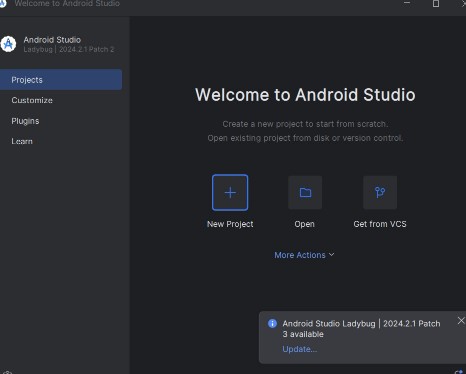 Welcome to Android Studio
Android Studio
Ladybug | 2024.2.1 Patch 2
Projects
Customize
Plugins
Learn
Welcome to Android Studio
Create a new project to start from scratch.
Open existing project from disk or version control.
New Project
Open
Get from VCS
More Actions
Android Studio Ladybug | 2024.2.1 Patch
3 available
Update...